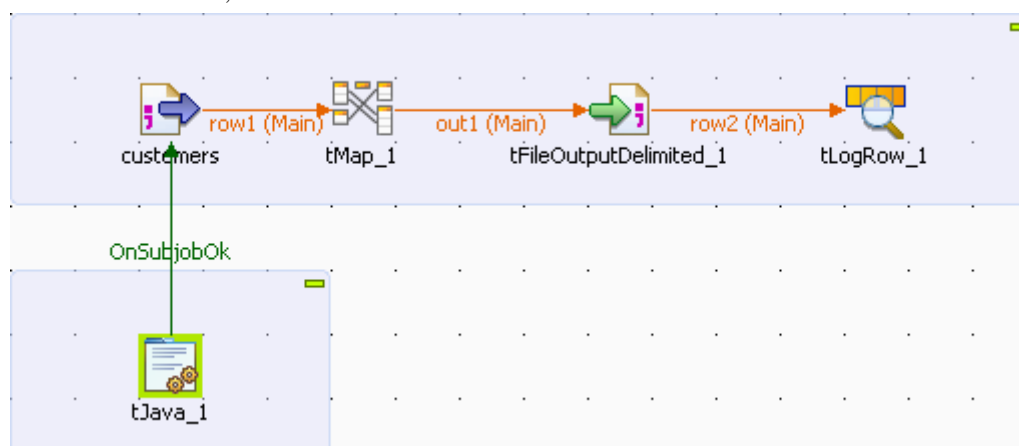 row1 (Main) out1 (Main) row2 (Main)
customers tMap_1 tFileOutputDelimited_1 tLogRow_1
OnSubjobOk
tJava_1